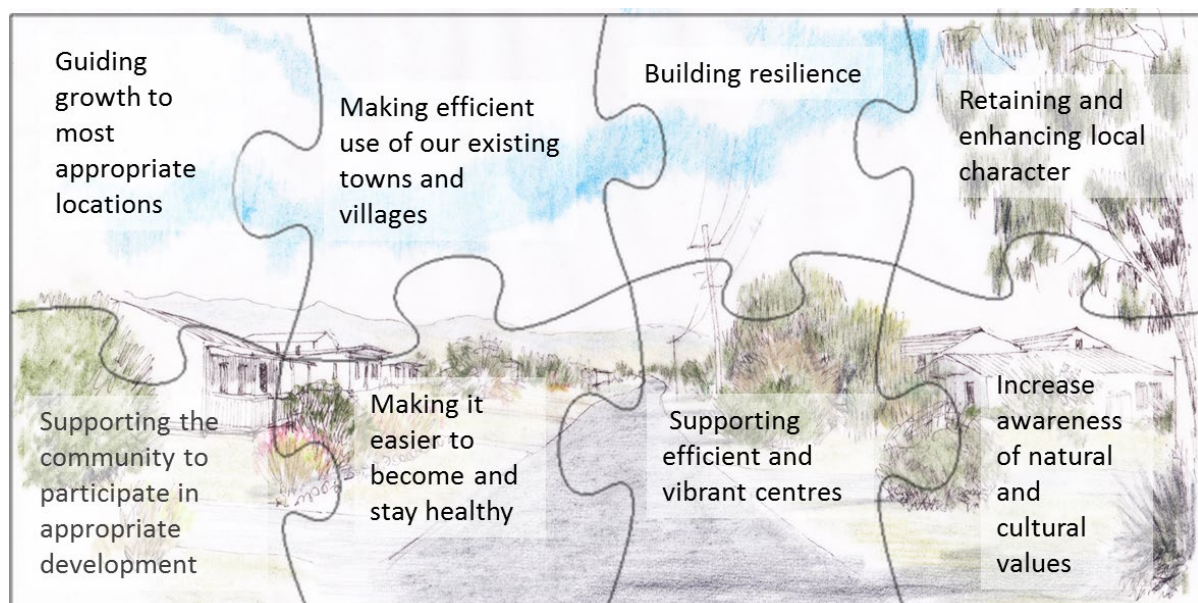 Guiding
growth to
most
appropriate
locations
Making efficient
use of our existing
towns and
villages
Building resilience
Retaining and
enhancing local
character
Supporting the
community to
participate in
appropriate
development
Making it
easier to
become and
stay healthy
Supporting
efficient and
vibrant centres
Increase
awareness
of natural
and
cultural
values